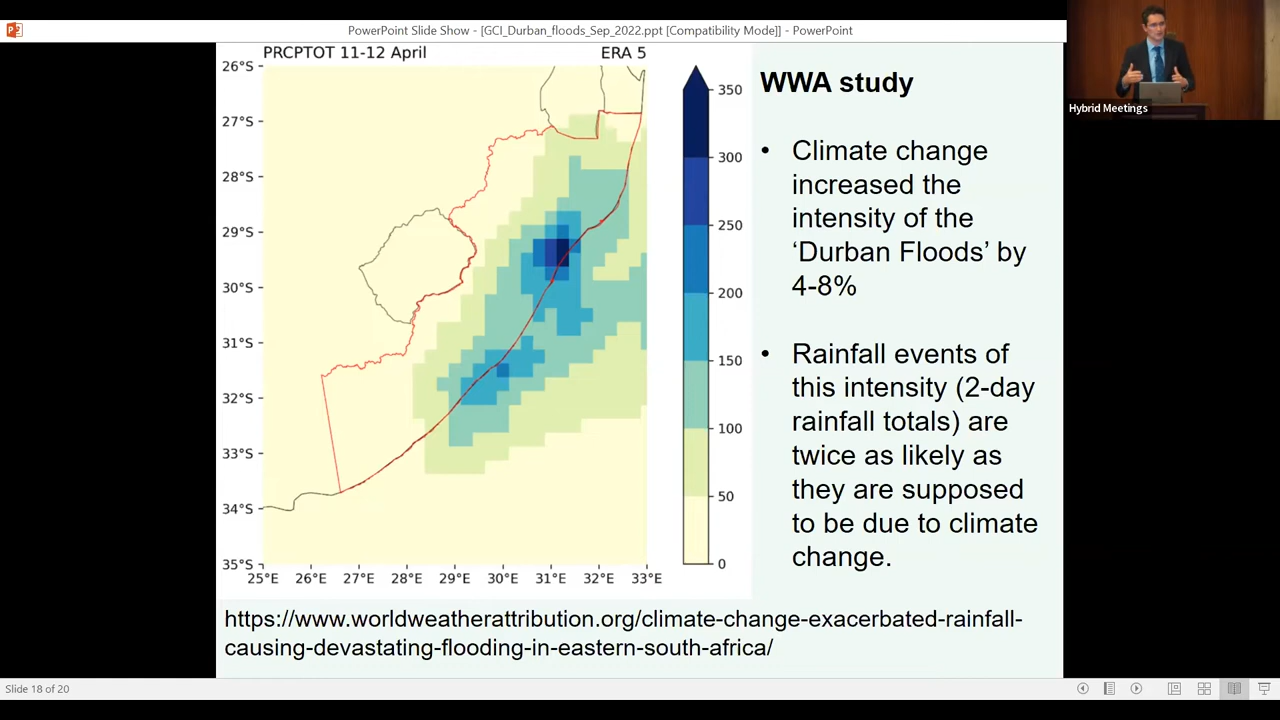 PowerPoint Slide Show - [GCI_Durban_floods_Sep_2022.ppt [Compatibility Mode]] - PowerPoint
Hybrid Meetings
PRCPTOT 11-12 April
ERA 5
26°S
27°S
28°S
29°S
30°S
31°S
32°S
33°S
34°S
35°S
25°E 26°E 27°E 28°E 29°E 30°E 31°E 32°E 33°E
350
300
250
200
150
100
50
0
WWA study
• Climate change
increased the
intensity of the
‘Durban Floods’ by
4-8%
• Rainfall events of
this intensity (2-day
rainfall totals) are
twice as likely as
they are supposed
to be due to climate
change.
https://www.worldweatherattribution.org/climate-change-exacerbated-rainfall-
causing-devastating-flooding-in-eastern-south-africa/
Slide 18 of 20